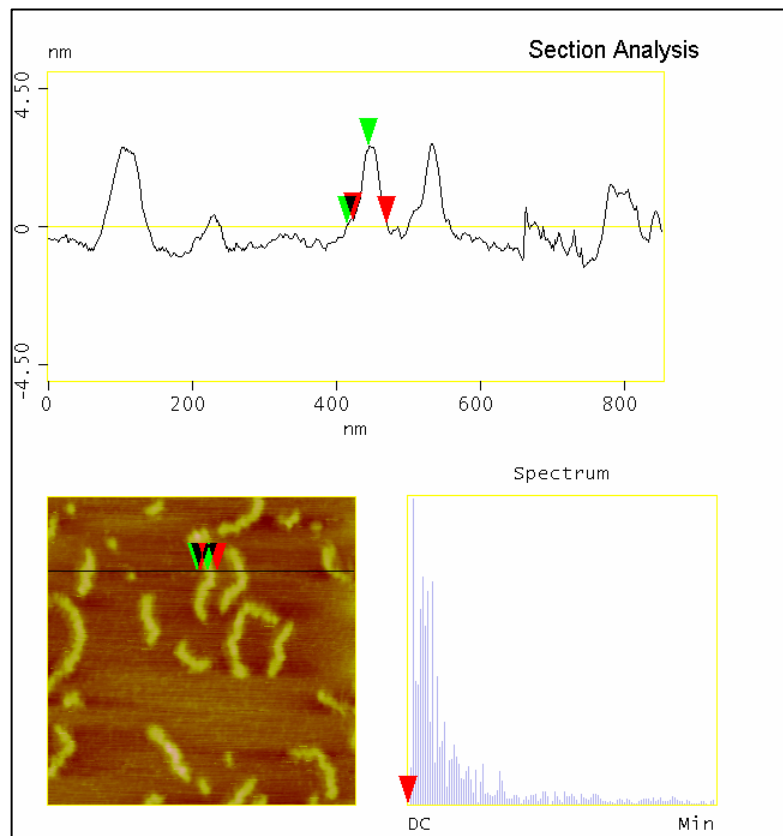 Section Analysis
nm
4.50
0
-4.50
0 200 400 600 800
nm
Spectrum
DC Min